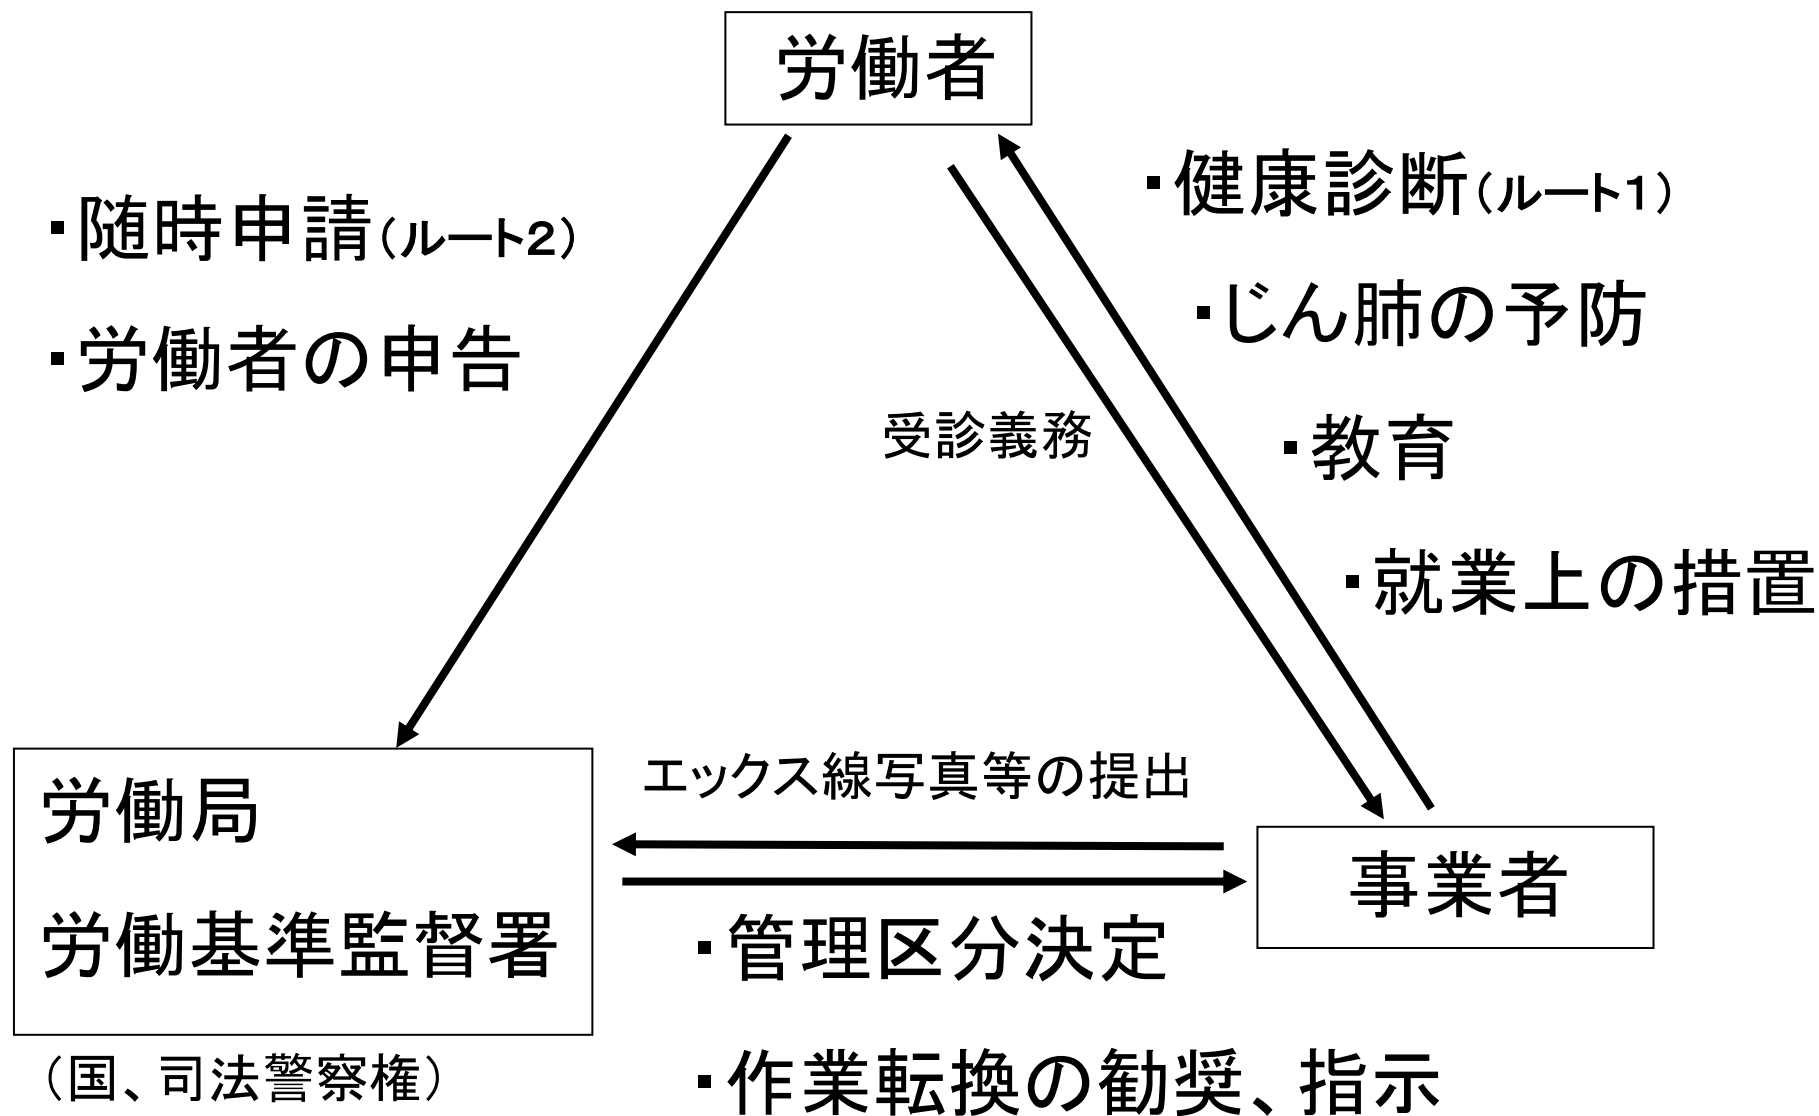 労働者
・健康診断（ルート１）
・随時申請（ルート２）
・じん肺の予防
・労働者の申告
受診義務
・教育
・就業上の措置
エックス線写真等の提出
労働局
事業者
労働基準監督署
・管理区分決定
（国、司法警察権）
・作業転換の勧奨、指示